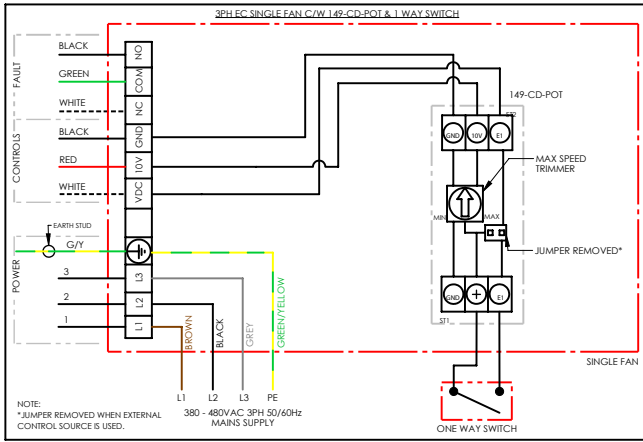 3PH EC SINGLE FAN C/W 149-CD-POT & 1 WAY SWITCH
FAULT
BLACK
NO
GREEN
COM
WHITE
NC
CONTROLS
BLACK
GND
RED
10V
WHITE
VDC
EARTH STUD
G/Y
POWER
3
L3
2
L2
1
L1
BROWN
BLACK
GREY
GREEN/YELLOW
L1
L2
L3
PE
380 - 480VAC 3PH 50/60Hz
MAINS SUPPLY
NOTE:
*JUMPER REMOVED WHEN EXTERNAL
CONTROL SOURCE IS USED.
149-CD-POT
ST2
GND
10V
E1
MAX SPEED
TRIMMER
MIN
MAX
JUMPER REMOVED*
GND
+
E1
ST1
SINGLE FAN
ONE WAY SWITCH